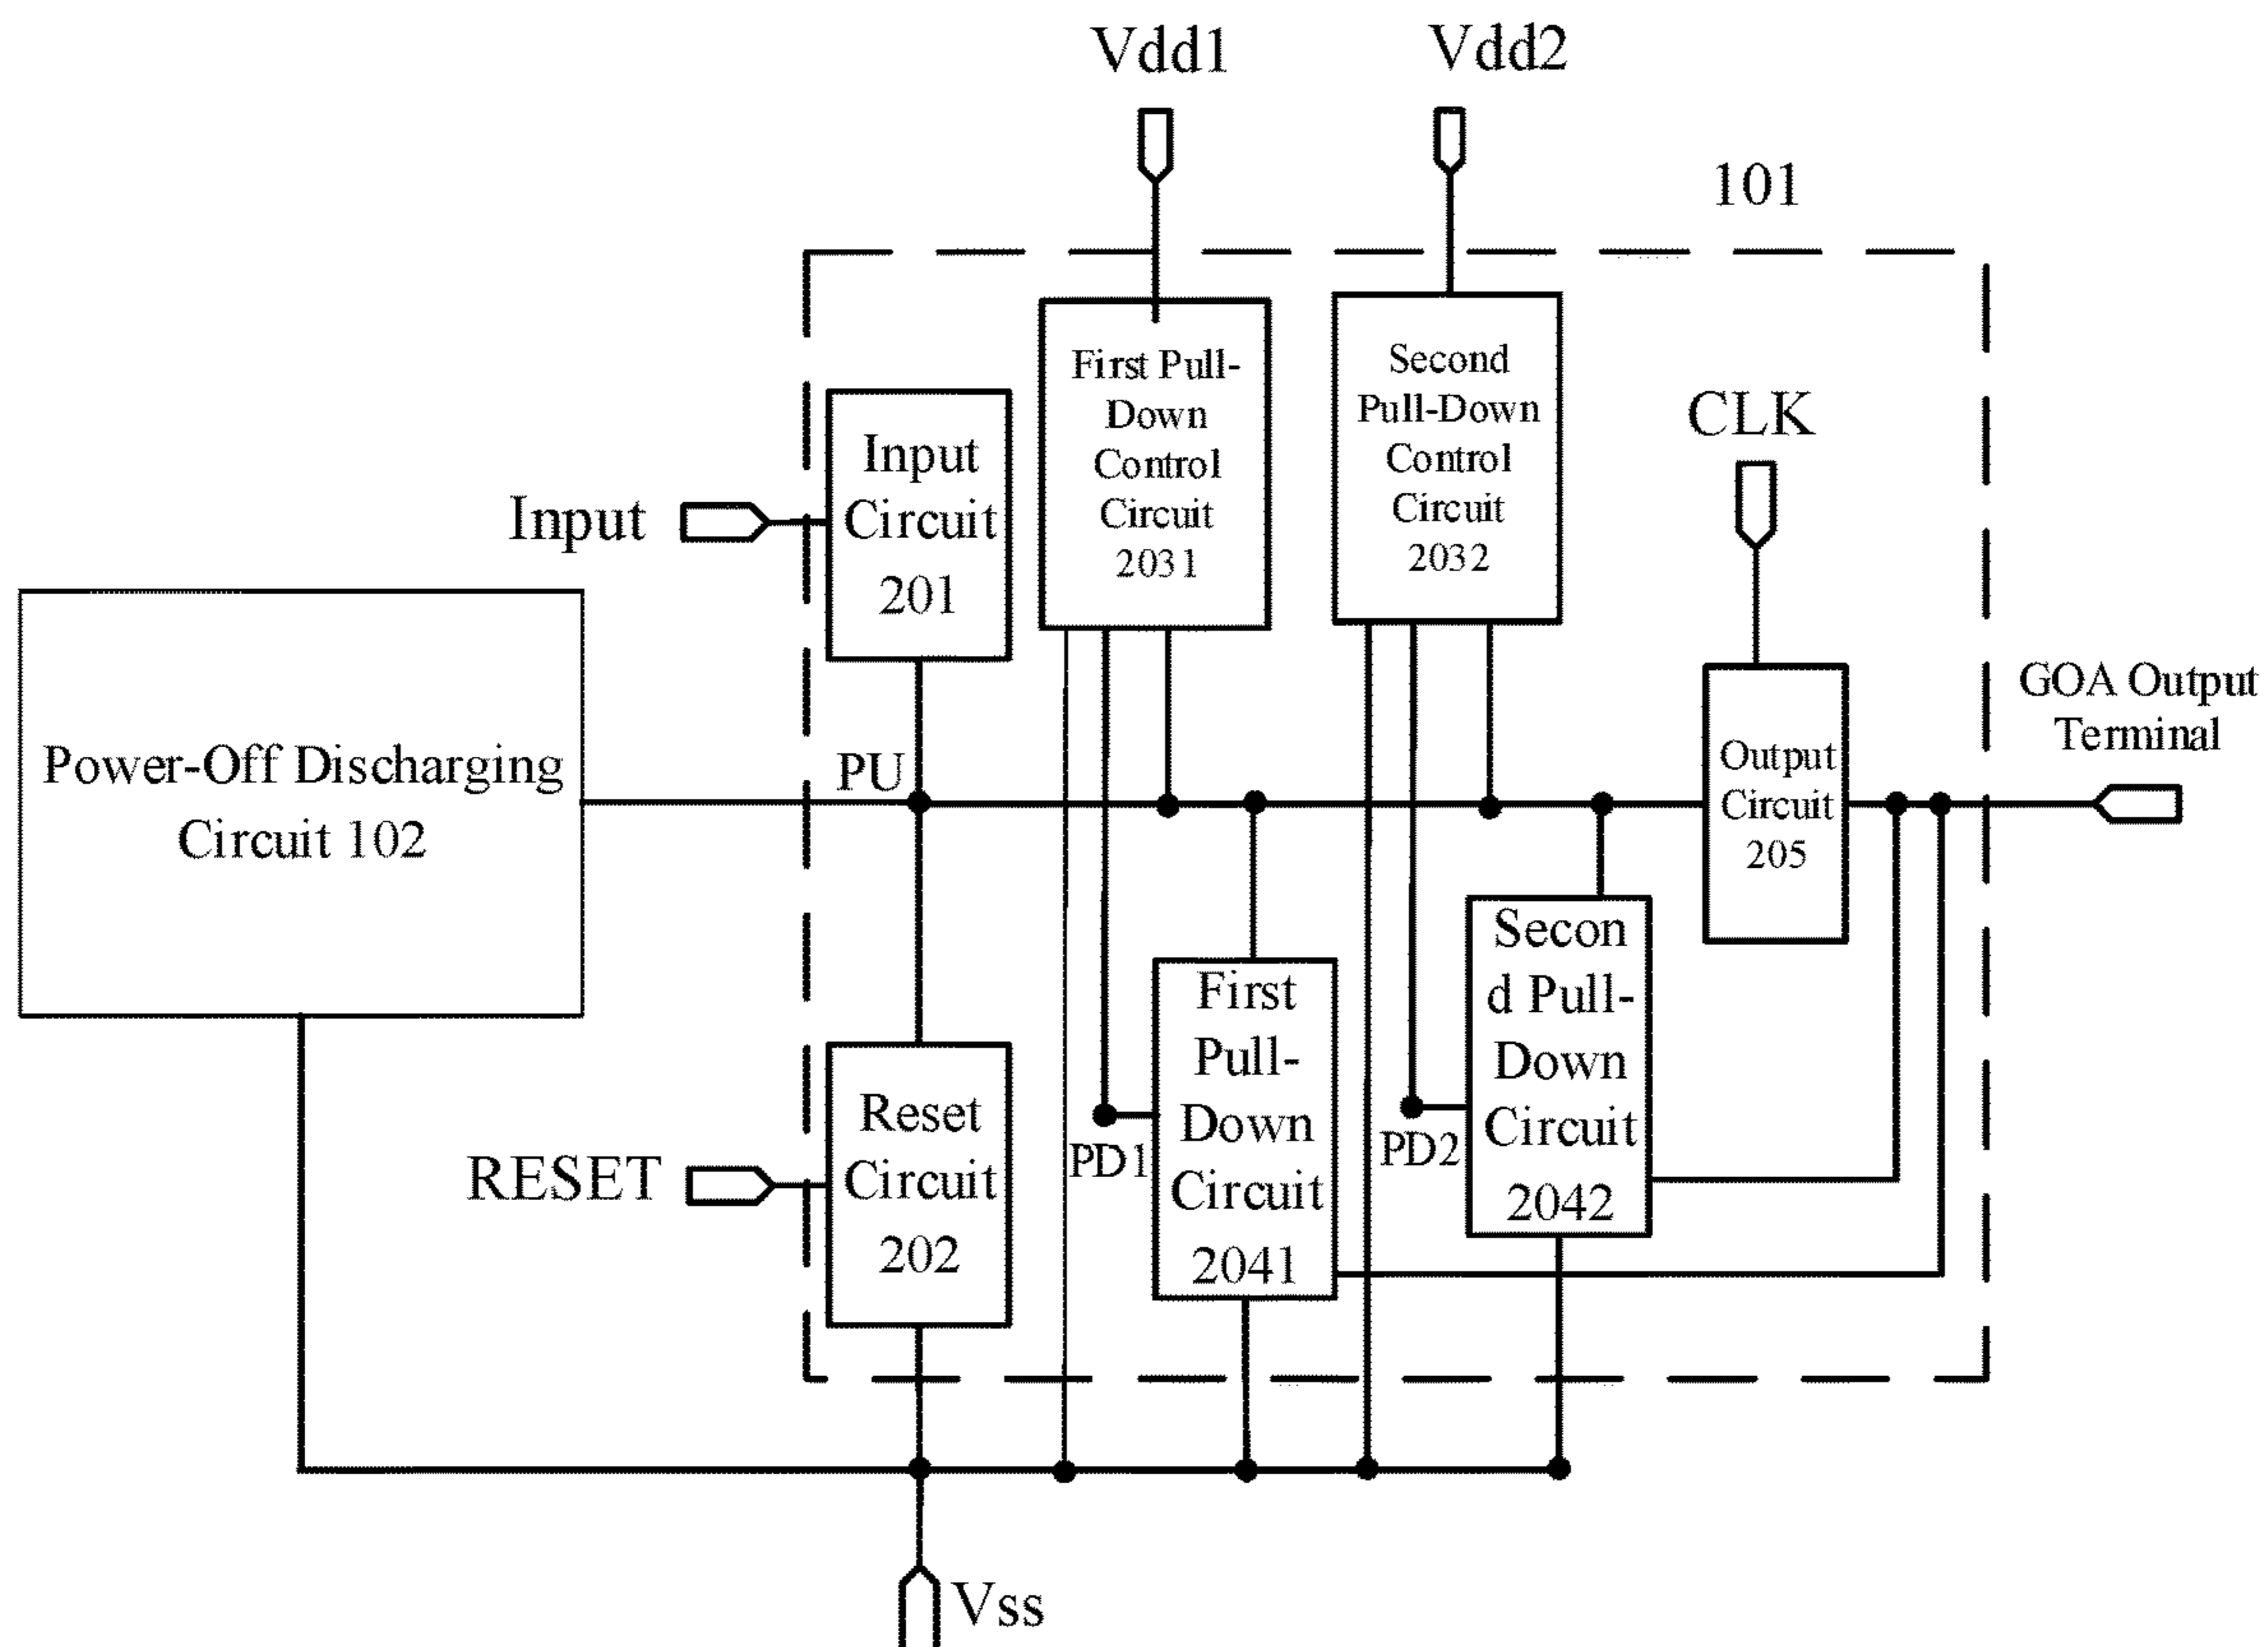 Vdd1
Vdd2
101
First Pull-
Down
Control
Circuit
2031
Second
Pull-Down
Control
Circuit
2032
CLK
Input
Input
Circuit
201
GOA Output
Terminal
Power-Off Discharging
Circuit 102
PU
Output
Circuit
205
First
Pull-
Down
Circuit
2041
Secon
d Pull-
Down
Circuit
2042
PD1
PD2
RESET
Reset
Circuit
202
Vss